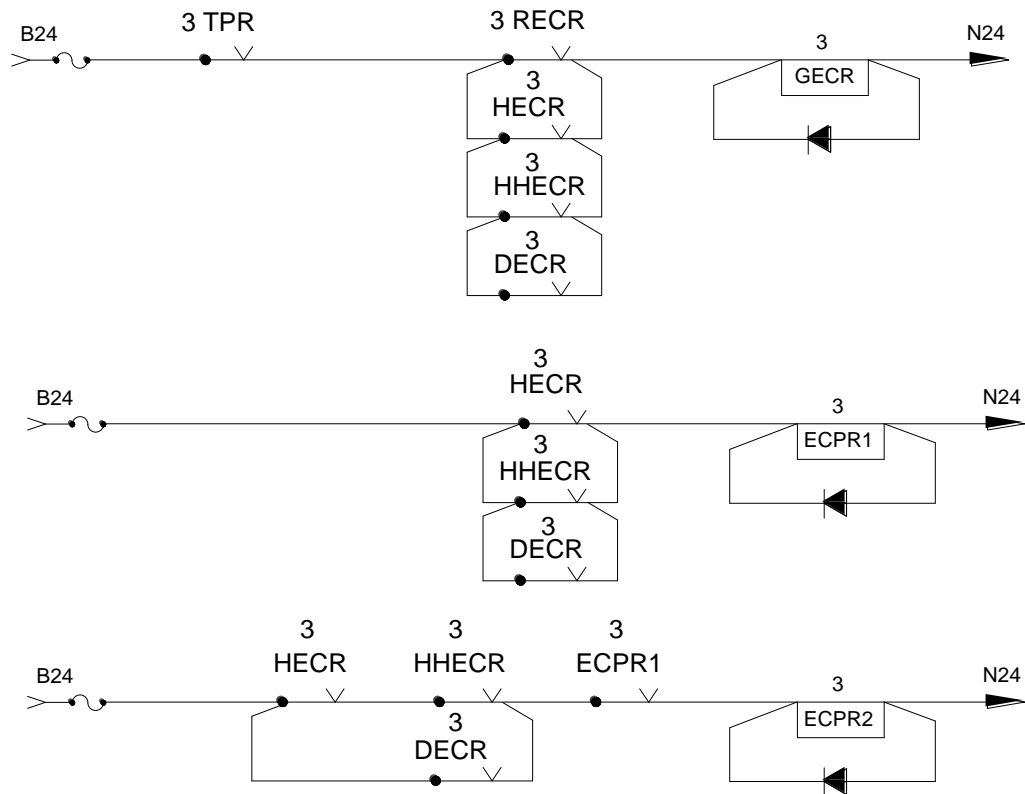 3 TPR
3 RECR
B24
3
N24
GECR
3
HECR
3
HHECR
3
DECR
3
HECR
B24
3
N24
ECPR1
3
HHECR
3
DECR
3
HECR
3
HHECR
3
ECPR1
B24
3
N24
ECPR2
3
DECR